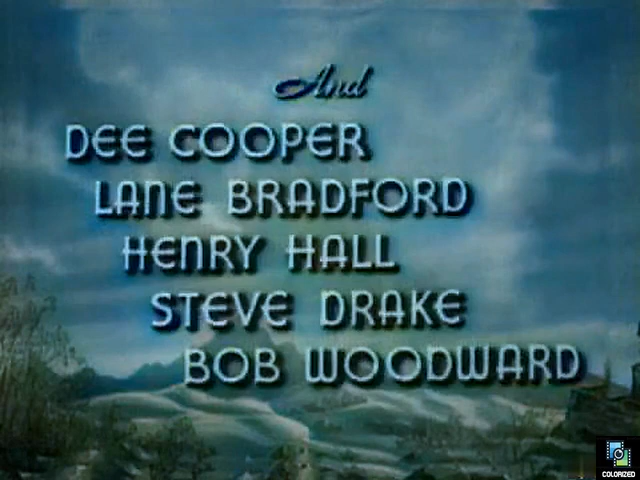 And
DEE COOPER
LANE BRADFORD
HENRY HALL
STEVE DRAKE
BOB WOODWARD
COLORIZED